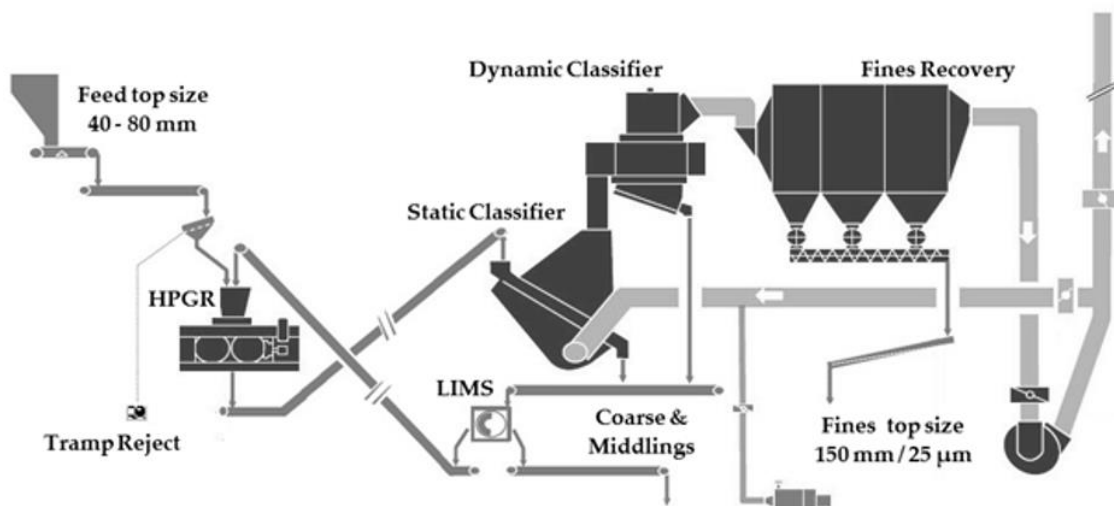 Dynamic Classifier
Fines Recovery
Feed top size
40 - 80 mm
Static Classifier
HPGR
LIMS
Tramp Reject
Coarse &
Middlings
Fines top size
150 mm / 25 µm